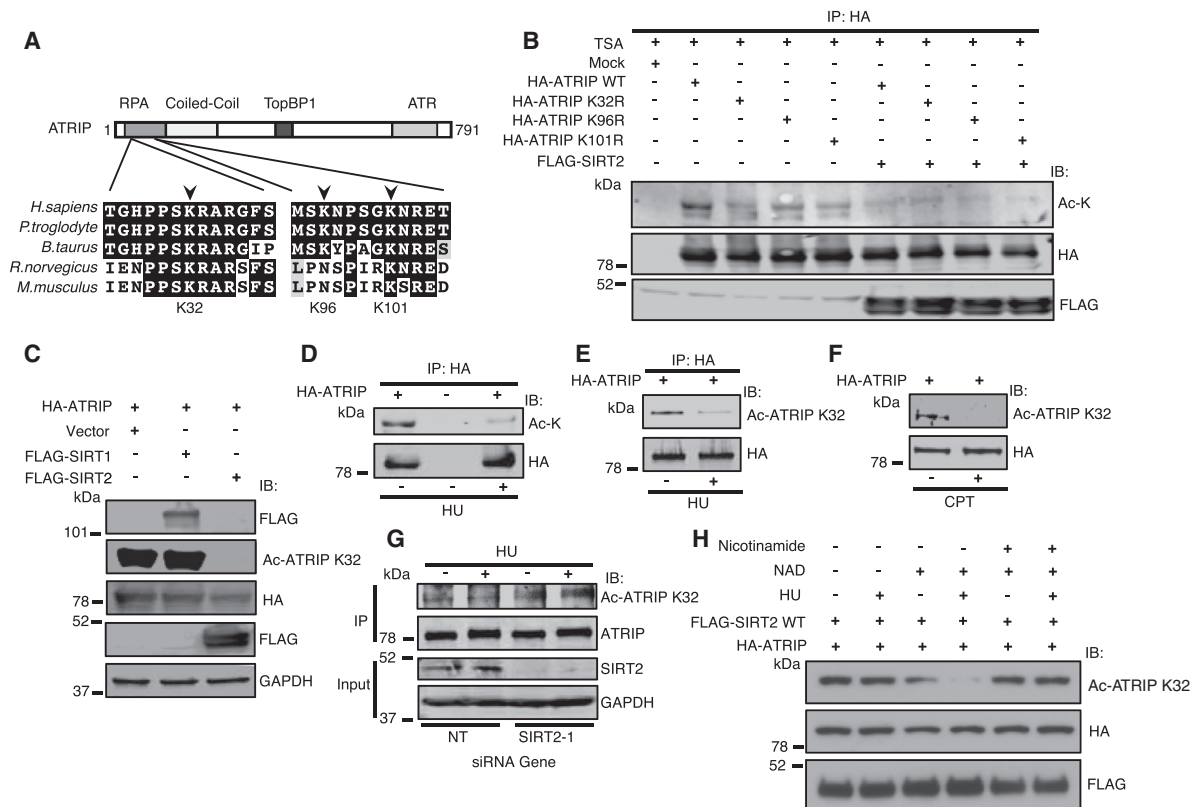 A
RPA Coiled-Coil TopBP1 ATR
ATRIP 1 791
H.sapiens TGHPPSKRARGFS MSKNPSGKNRET
P.troglodyte TGHPPSKRARGFS MSKNPSGKNRET
B.taurus TGHPPSKRARGIP MSKYPAGKNRES
R.norvegicus IENPPSKRARSFS LPNSPIRKNRED
M.musculus IENPPSKRARSFS LPNSPIRKSRED
K32 K96 K101
B
IP: HA
TSA + + + + + + + + +
Mock + - - - - - - - -
HA-ATRIP WT - + - - - + - - -
HA-ATRIP K32R - - + - - - + - -
HA-ATRIP K96R - - - + - - - + -
HA-ATRIP K101R - - - - + - - - +
FLAG-SIRT2 - - - - - + + + +
IB:
kDa
Ac-K
HA
78
52
FLAG
C
HA-ATRIP + + +
Vector + - -
FLAG-SIRT1 - + -
FLAG-SIRT2 - - +
IB:
kDa
FLAG
101
Ac-ATRIP K32
HA
78
52
FLAG
GAPDH
37
D
IP: HA
HA-ATRIP + - +
IB:
kDa
Ac-K
HA
78
- - +
HU
E
IP: HA
HA-ATRIP + +
IB:
kDa
Ac-ATRIP K32
HA
78
- +
HU
F
HA-ATRIP + +
IB:
kDa
Ac-ATRIP K32
HA
78
- +
CPT
G
HU
kDa - + - + IB:
Ac-ATRIP K32
IP
ATRIP
78
52
SIRT2
Input
GAPDH
37
NT SIRT2-1
siRNA Gene
H
Nicotinamide - - - - + +
NAD - - + + + +
HU - + - + - +
FLAG-SIRT2 WT + + + + + +
HA-ATRIP + + + + + +
IB:
kDa
Ac-ATRIP K32
HA
78
52
FLAG